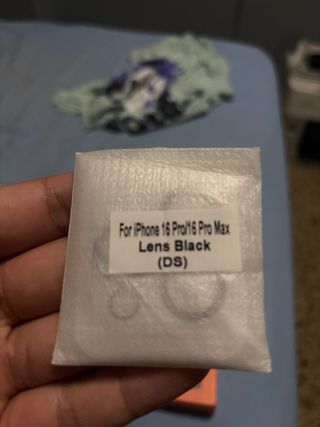 For iPhone 16 Pro/16 Pro Max
Lens Black
(DS)